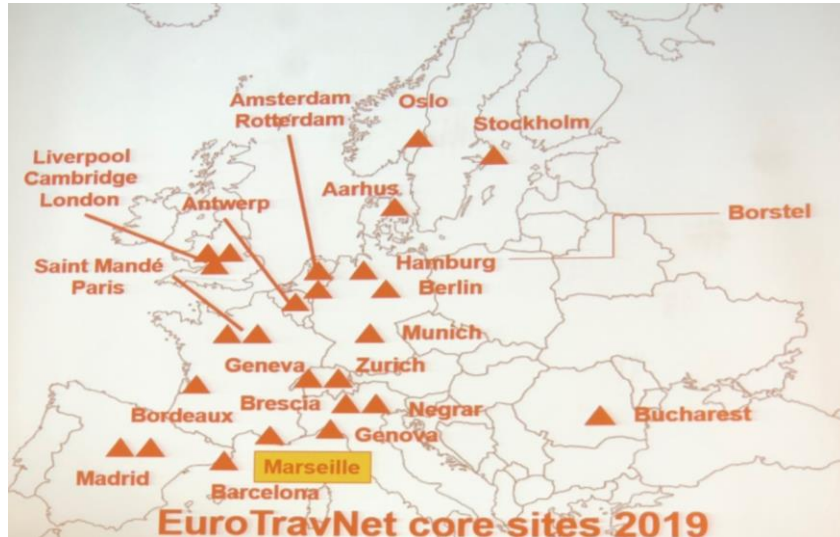 Amsterdam
Rotterdam
Oslo
Stockholm
Liverpool
Cambridge
London
Antwerp
Aarhus
Borstel
Saint Mandé
Paris
Hamburg
Berlin
Munich
Geneva
Zurich
Bordeaux
Brescia
Negrar
Bucharest
Genova
Madrid
Marseille
Barcelona
EuroTravNet core sites 2019